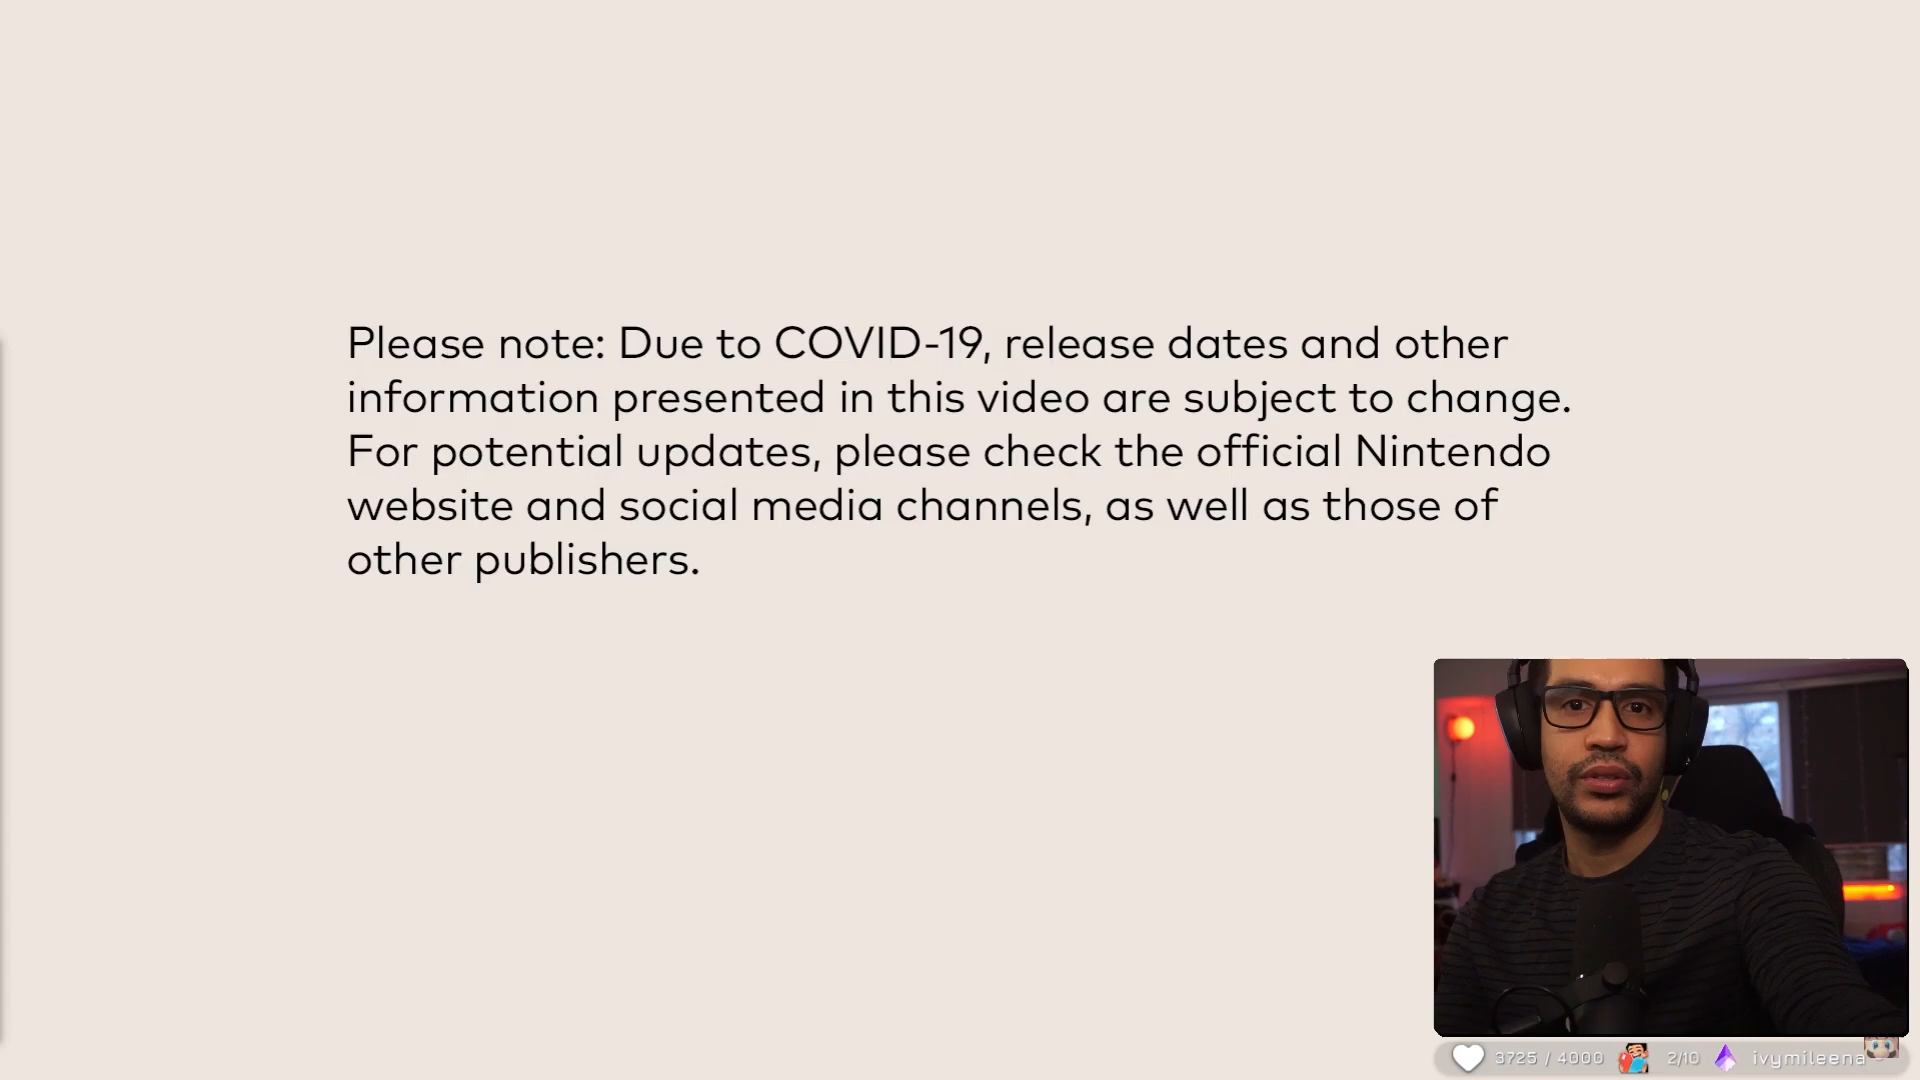 Please note: Due to COVID-19, release dates and other
information presented in this video are subject to change.
For potential updates, please check the official Nintendo
website and social media channels, as well as those of
other publishers.
3725 / 4000 2/10 ivymileena